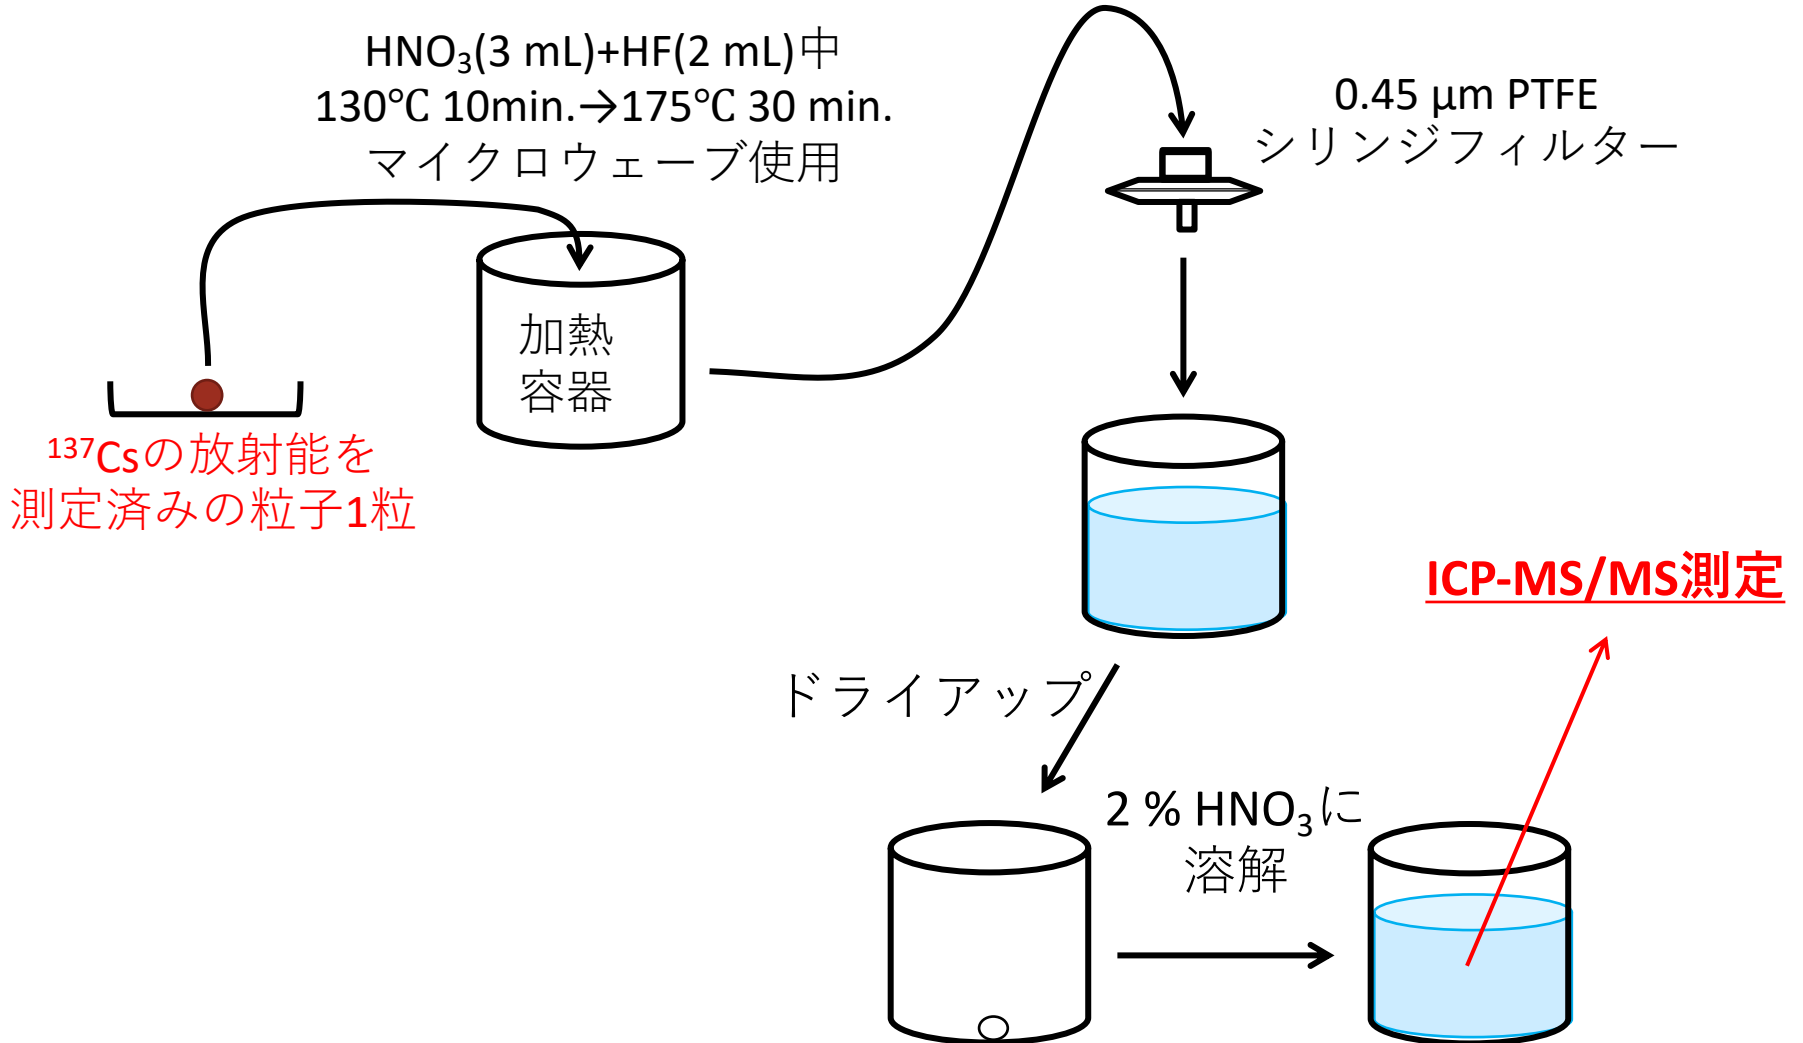 HNO₃(3 mL)+HF(2 mL)中
130℃ 10min.→175℃ 30 min.
マイクロウェーブ使用
0.45 μm PTFE
シリンジフィルター
加熱
容器
¹³⁷Csの放射能を
測定済みの粒子1粒
ICP-MS/MS測定
ドライアップ
2 % HNO₃に
溶解